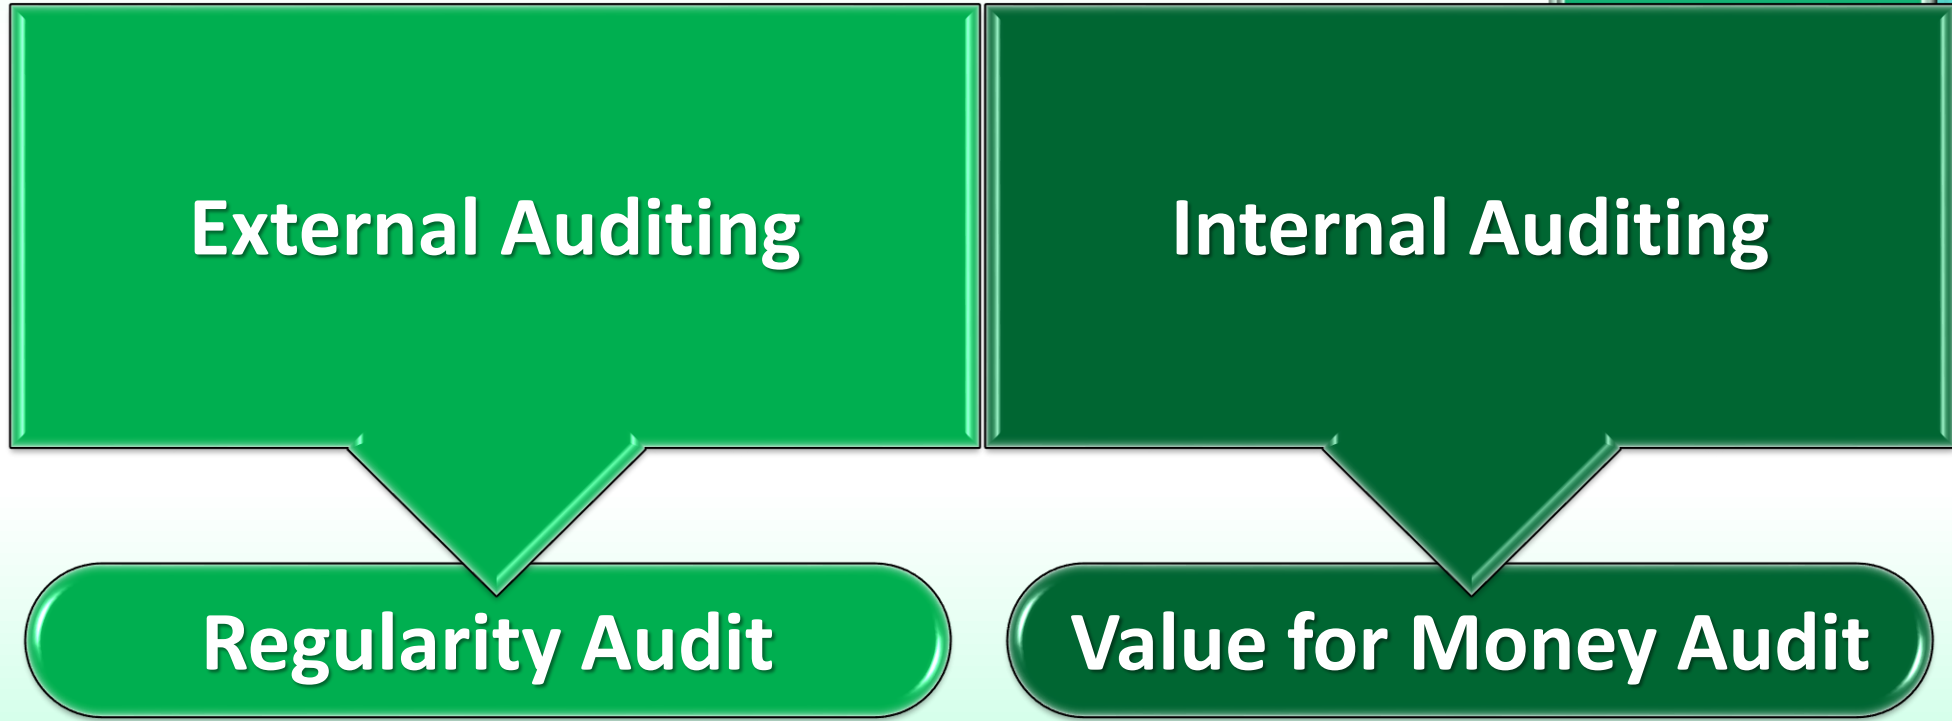 External Auditing
Internal Auditing
Regularity Audit
Value for Money Audit